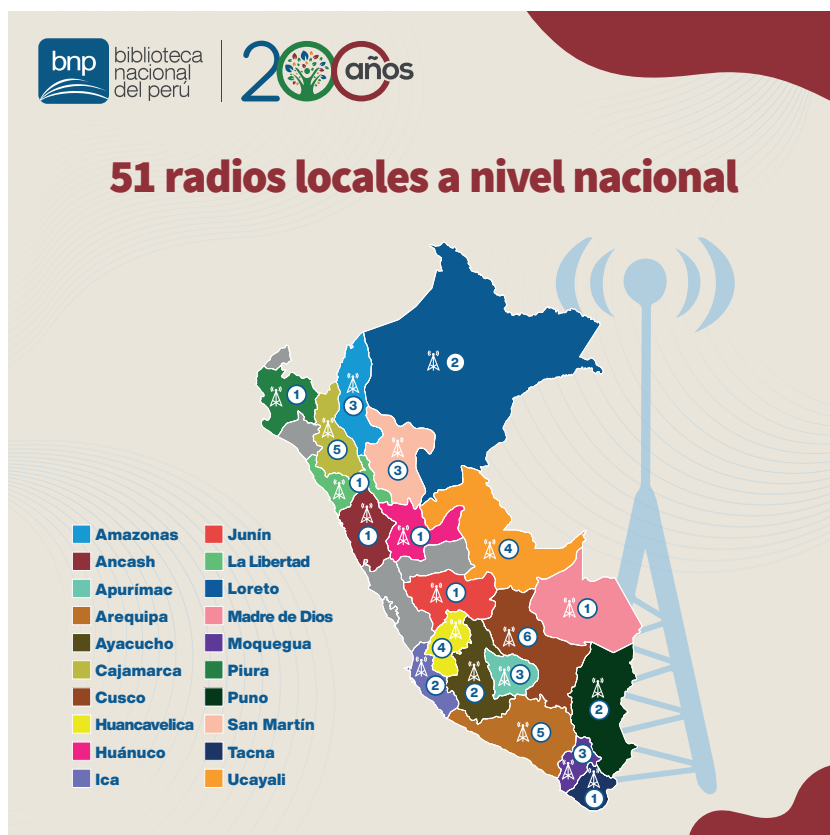 bnp
biblioteca
nacional
del perú
200 años
51 radios locales a nivel nacional
2
1
3
5
3
1
1
1
4
1
1
6
4
3
2
2
2
5
3
1
Amazonas
Ancash
Apurímac
Arequipa
Ayacucho
Cajamarca
Cusco
Huancavelica
Huánuco
Ica
Junín
La Libertad
Loreto
Madre de Dios
Moquegua
Piura
Puno
San Martín
Tacna
Ucayali